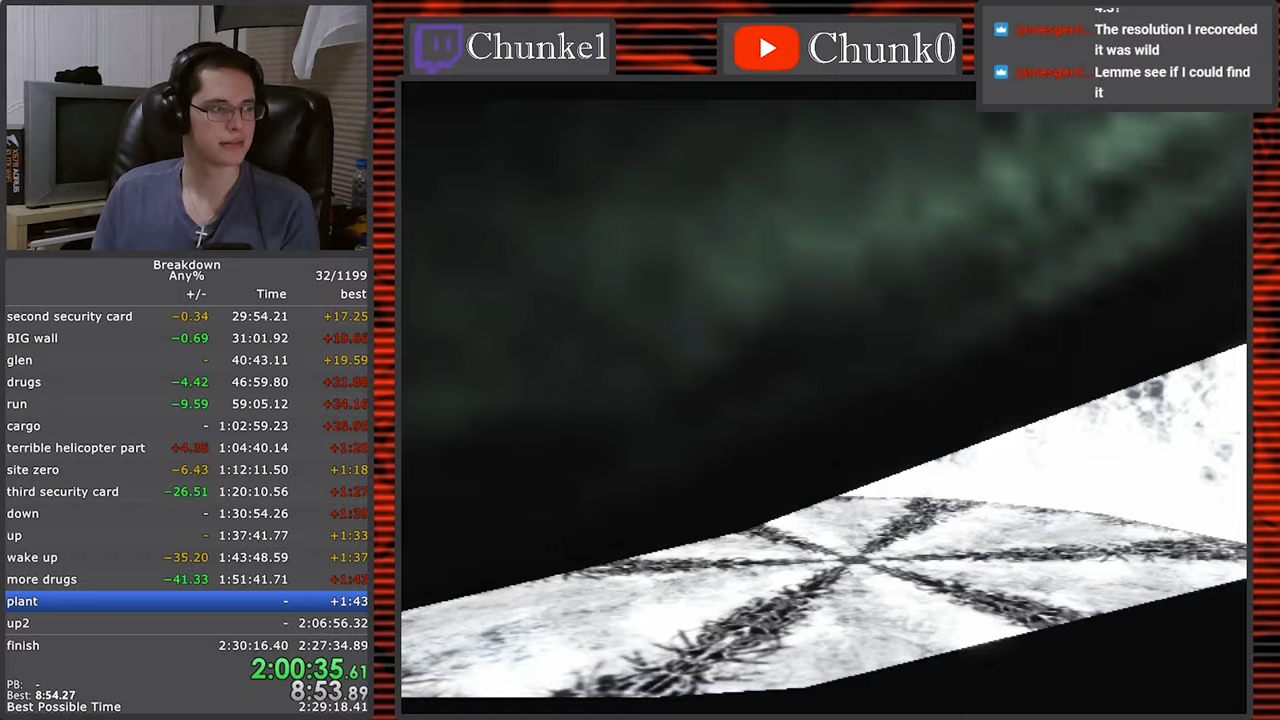 Chunke1
Chunk0
The resolution I recoreded
it was wild
Lemme see if I could find
it
Breakdown
Any% 32/1199
+/- Time best
second security card −0.34 29:54.21 +17.25
BIG wall −0.69 31:01.92
glen - 40:43.11 +19.59
drugs −4.42 46:59.80
run −9.59 59:05.12
cargo - 1:02:59.23
terrible helicopter part +4.35 1:04:40.14
site zero −6.43 1:12:11.50 +1:18
third security card −26.51 1:20:10.56 +1:27
down - 1:30:54.26
up - 1:37:41.77 +1:33
wake up −35.20 1:43:48.59 +1:37
more drugs −41.33 1:51:41.71
plant - +1:43
up2 - 2:06:56.32
finish 2:30:16.40 2:27:34.89
2:00:35.61
PB: - 8:53.89
Best: 8:54.27
Best Possible Time 2:29:18.41